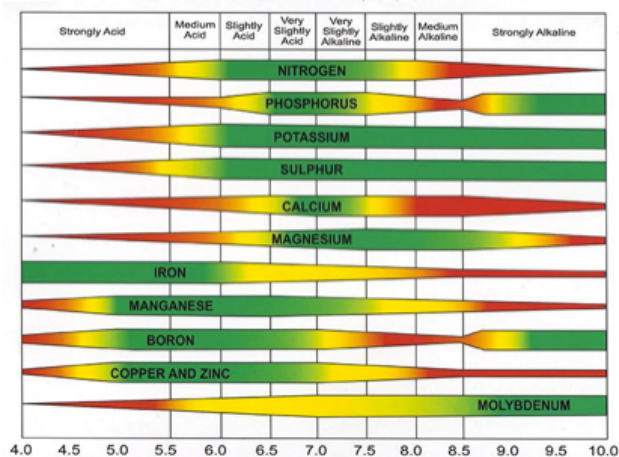 Strongly Acid
Medium
Acid
Slightly
Acid
Very
Slightly
Acid
Very
Slightly
Alkaline
Slightly
Alkaline
Medium
Alkaline
Strongly Alkaline
NITROGEN
PHOSPHORUS
POTASSIUM
SULPHUR
CALCIUM
MAGNESIUM
IRON
MANGANESE
BORON
COPPER AND ZINC
MOLYBDENUM
4.0 4.5 5.0 5.5 6.0 6.5 7.0 7.5 8.0 8.5 9.0 9.5 10.0